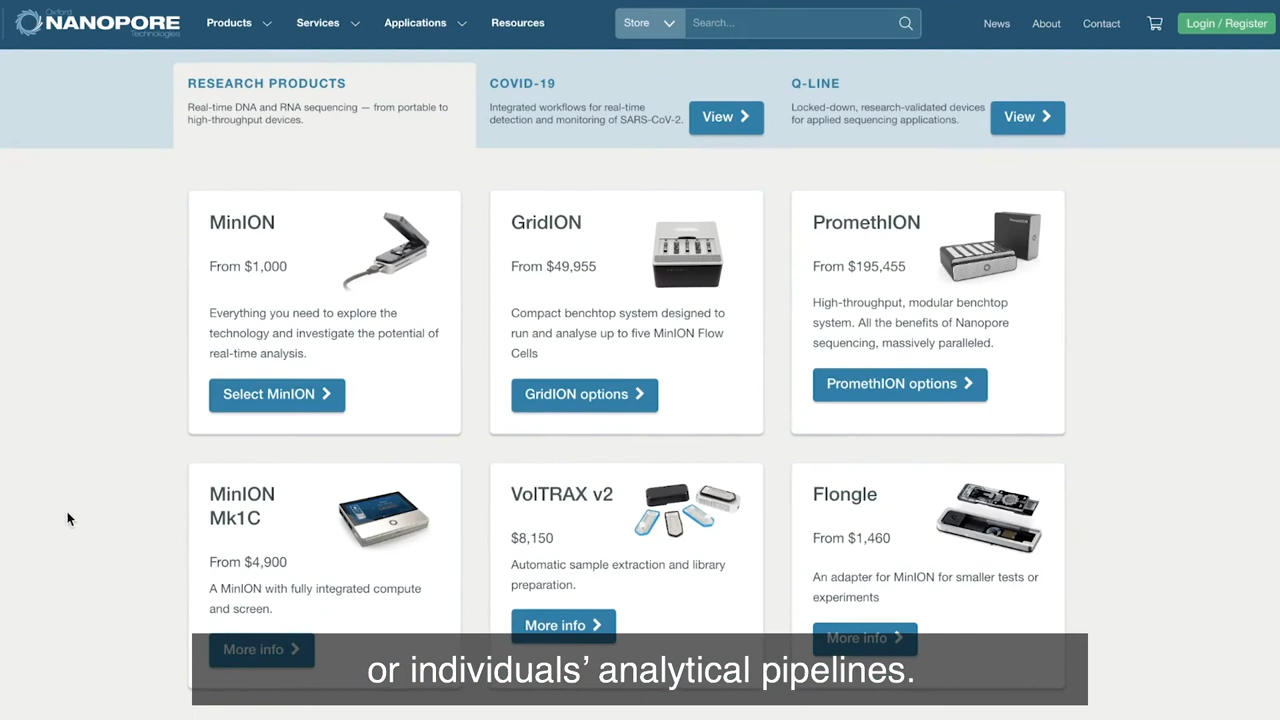 Oxford
NANOPORE
Technologies
Products
Services
Applications
Resources
Store
Search...
News
About
Contact
Login / Register
RESEARCH PRODUCTS
Real-time DNA and RNA sequencing — from portable to
high-throughput devices.
COVID-19
Integrated workflows for real-time
detection and monitoring of SARS-CoV-2.
View
Q-LINE
Locked-down, research-validated devices
for applied sequencing applications.
View
MinION
From $1,000
Everything you need to explore the
technology and investigate the potential of
real-time analysis.
Select MinION
GridION
From $49,955
Compact benchtop system designed to
run and analyse up to five MinION Flow
Cells
GridION options
PromethION
From $195,455
High-throughput, modular benchtop
system. All the benefits of Nanopore
sequencing, massively paralleled.
PromethION options
MinION
Mk1C
From $4,900
A MinION with fully integrated compute
and screen.
More info
VolTRAX v2
$8,150
Automatic sample extraction and library
preparation.
More info
Flongle
From $1,460
An adapter for MinION for smaller tests or
experiments
More info
or individuals’ analytical pipelines.